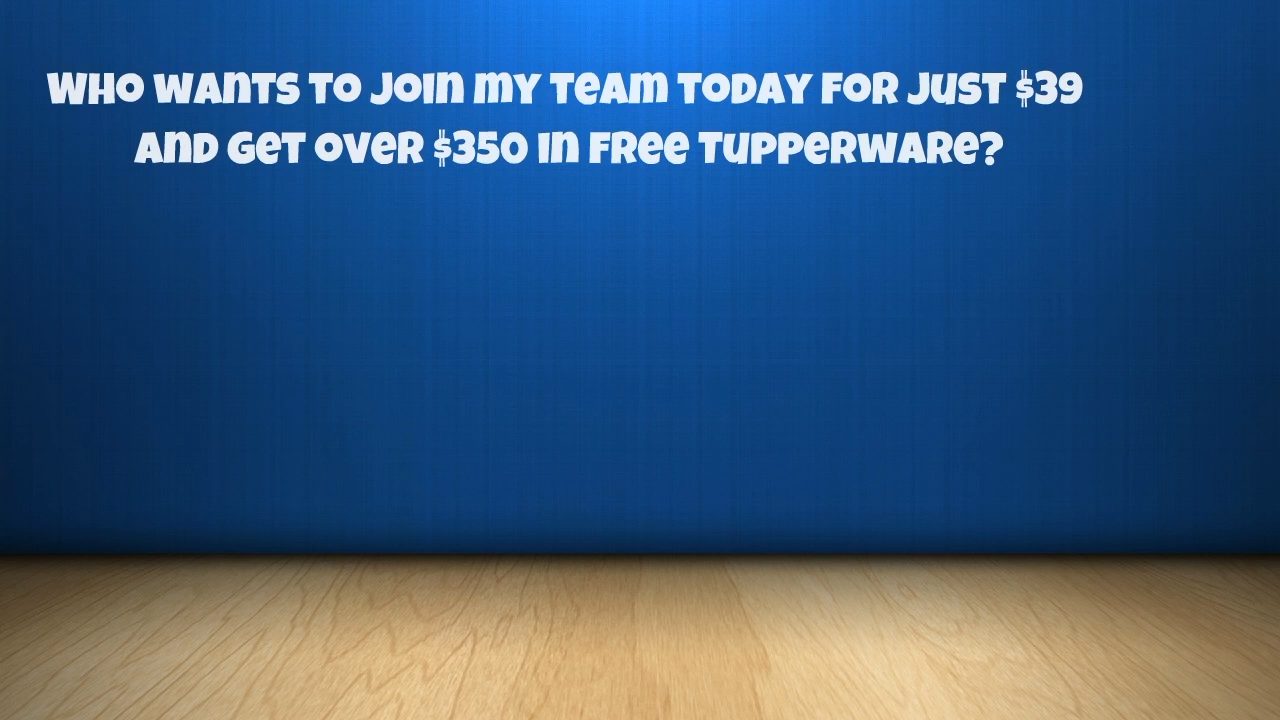 WHO WANTS TO JOIN MY TEAM TODAY FOR JUST $39
AND GET OVER $350 IN FREE TUPPERWARE?